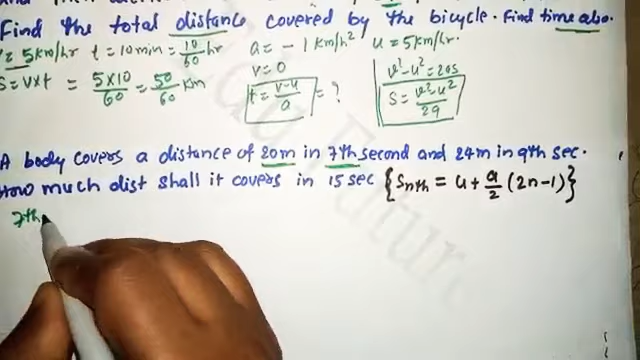 Find the total distance covered by the bicycle. Find time also.
= 5km/hr t = 10min = 10/60 hr a = - 1 km/h² u = 5km/hr.
S = v×t = 5×10/60 = 50/60 km v = 0 v²-u² = 2as
t = v-u/a = ? S = v²-u²/2a
A body covers a distance of 20m in 7th second and 24m in 9th sec.
How much dist shall it covers in 15 sec {Snth = u + a/2 (2n-1)}
7th